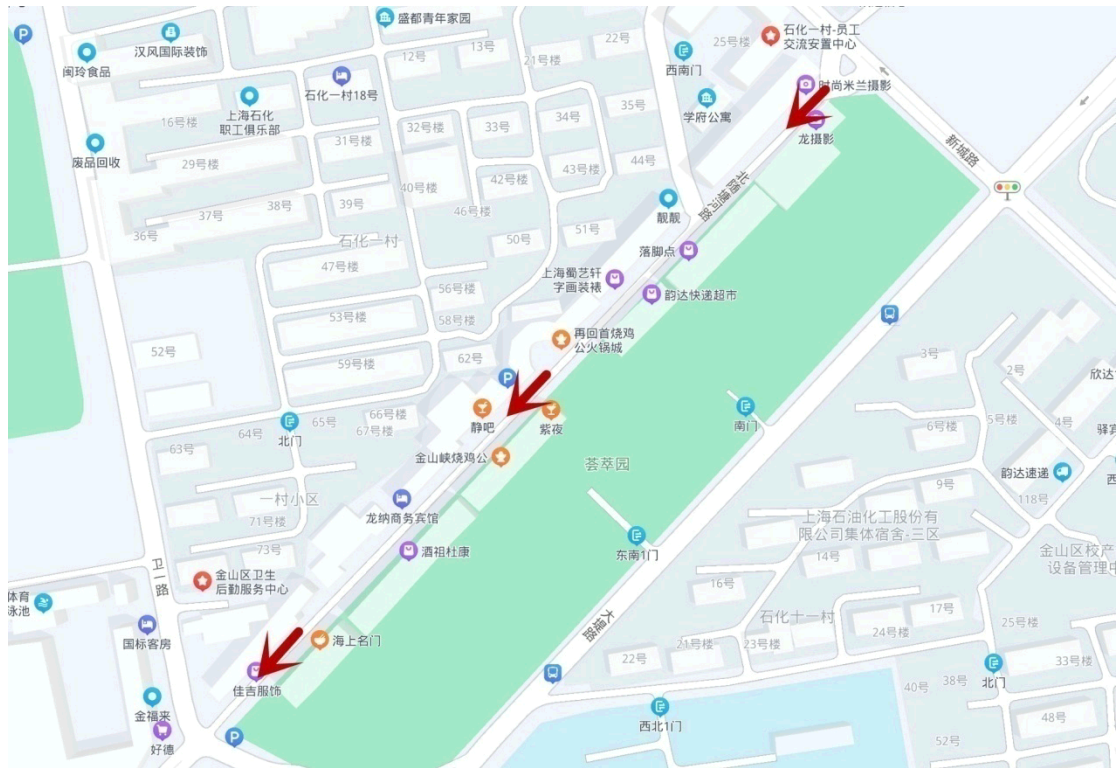 盛都青年家园
汉风国际装饰
闽玲食品
12号
13号
21号楼
22号
25号
石化一村-员工
交流安置中心
西南门
石化一村18号
时尚米兰摄影
上海石化
职工俱乐部
16号楼
学府公寓
35号
34号
32号楼
33号
龙摄影
废品回收
31号楼
29号楼
新城路
43号楼
44号
42号楼
40号楼
北随塘河路
39号
38号
37号
46号楼
靓靓
36号
51号
50号
石化一村
落脚点
47号楼
上海蜀艺轩
字画装裱
56号楼
韵达快递超市
53号楼
58号楼
再回首烧鸡
公火锅城
52号
59号楼
62号
3号
2号
欣达
66号楼
65号
67号楼
64号
北门
静吧
紫夜
南门
6号楼
5号楼
4号
63号
金山峡烧鸡公
荟萃园
韵达速递
驿宾
西
一村小区
龙纳商务宾馆
9号
118号
71号楼
上海石油化工股份有
限公司集体宿舍-三区
73号
酒祖杜康
东南1门
14号
金山区校产
设备管理中
卫一路
金山区卫生
后勤服务中心
16号
体育
泳池
大堤路
石化十一村
17号
国标客房
海上名门
21号楼
23号楼
24号楼
25号楼
22号
33号楼
佳吉服饰
40号
38号
北门
金福来
西北1门
48号
好德
52号